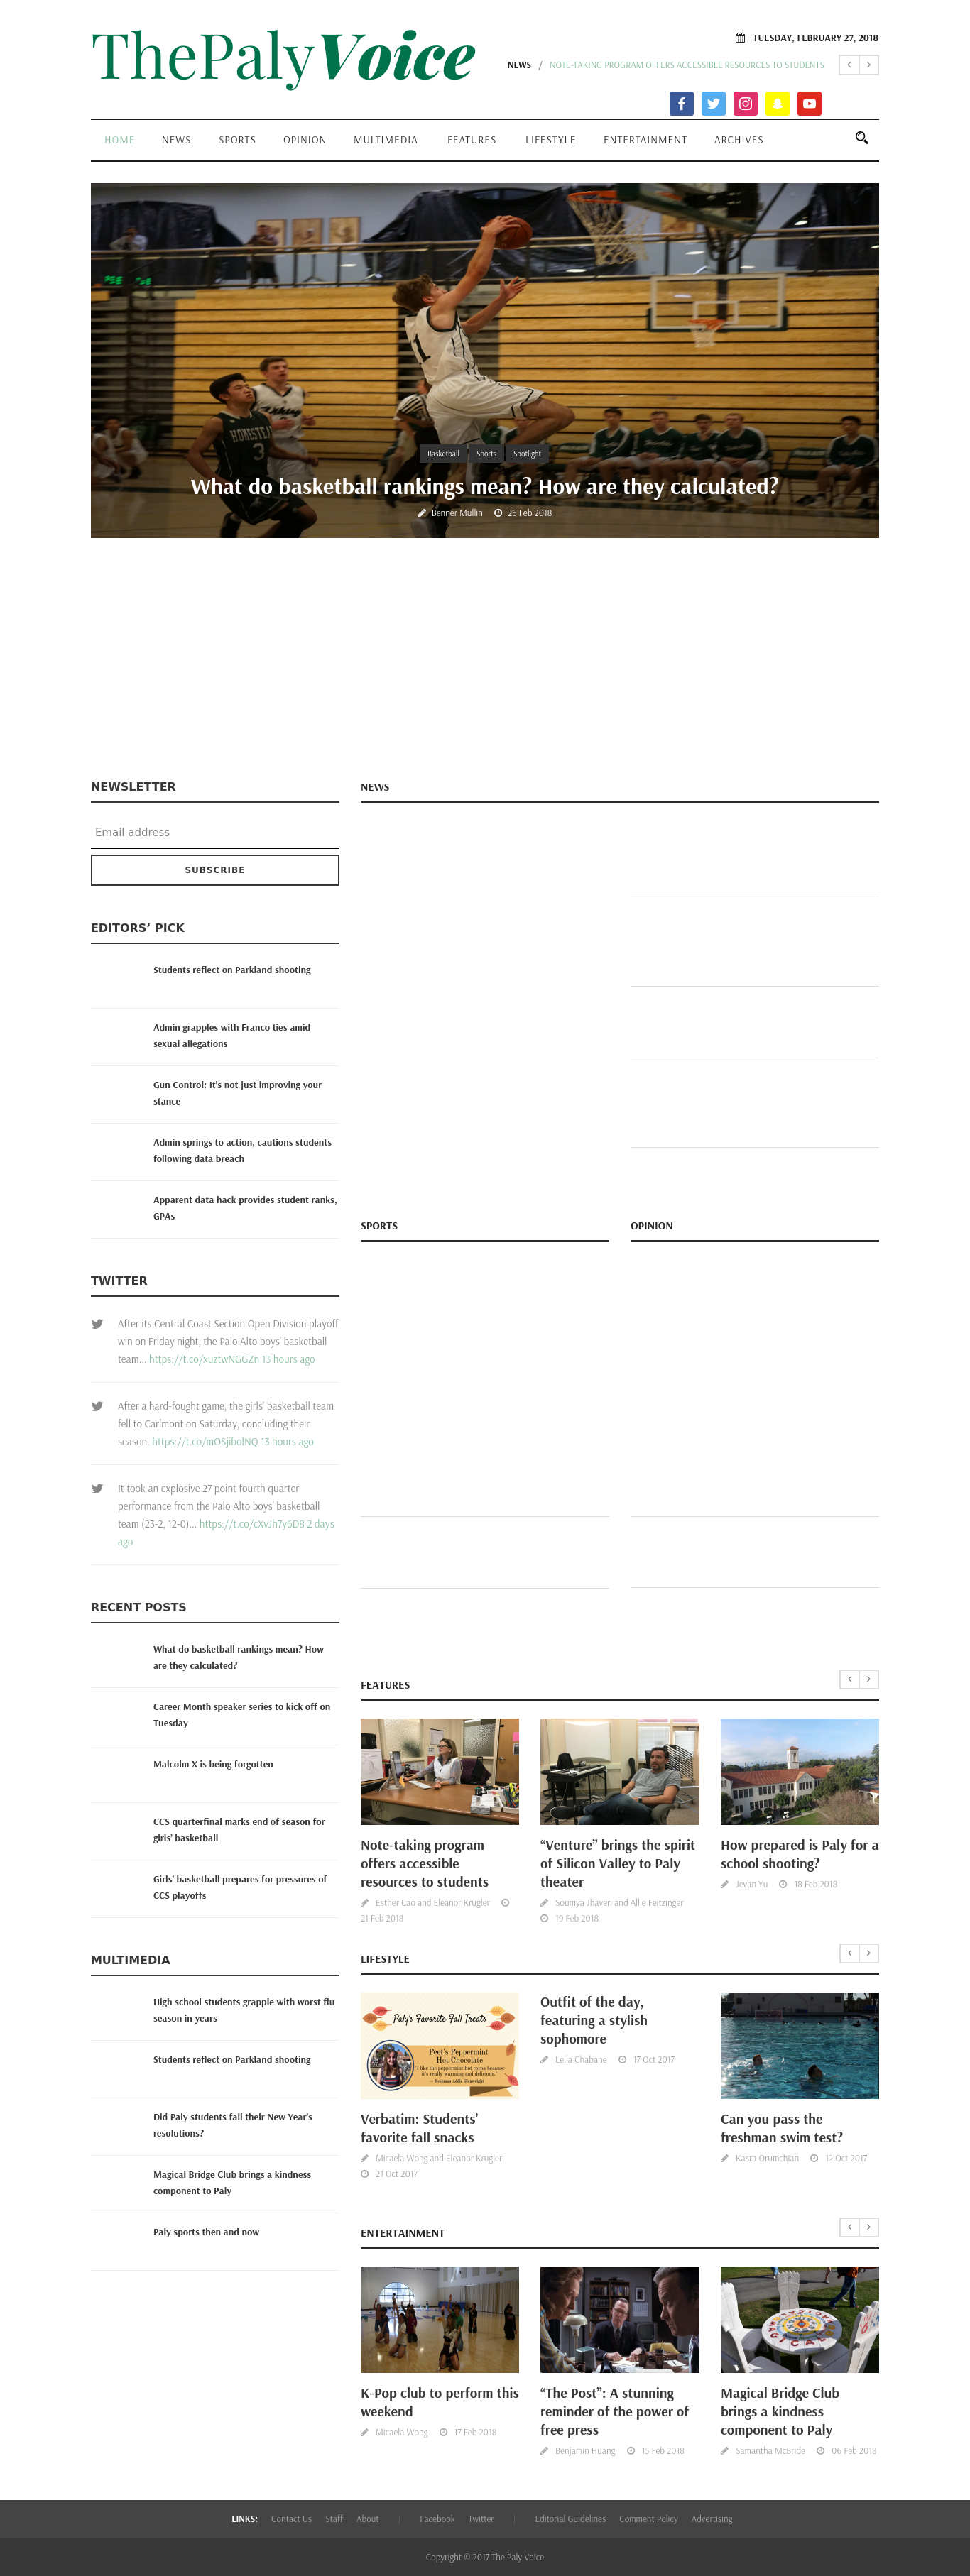 ThePalyVoice
TUESDAY, FEBRUARY 27, 2018
NEWS / NOTE-TAKING PROGRAM OFFERS ACCESSIBLE RESOURCES TO STUDENTS
HOME NEWS SPORTS OPINION MULTIMEDIA FEATURES LIFESTYLE ENTERTAINMENT ARCHIVES
HOMESTEAD
1
Basketball Sports Spotlight
What do basketball rankings mean? How are they calculated?
Benner Mullin 26 Feb 2018
NEWSLETTER
Email address
SUBSCRIBE
EDITORS’ PICK
Students reflect on Parkland shooting
Admin grapples with Franco ties amid
sexual allegations
Gun Control: It's not just improving your
stance
Admin springs to action, cautions students
following data breach
Apparent data hack provides student ranks,
GPAs
TWITTER
After its Central Coast Section Open Division playoff
win on Friday night, the Palo Alto boys' basketball
team... https://t.co/xuztwNGGZn 13 hours ago
After a hard-fought game, the girls' basketball team
fell to Carlmont on Saturday, concluding their
season. https://t.co/mOSjibolNQ 13 hours ago
It took an explosive 27 point fourth quarter
performance from the Palo Alto boys' basketball
team (23-2, 12-0)... https://t.co/cXvJh7y6D8 2 days
ago
RECENT POSTS
What do basketball rankings mean? How
are they calculated?
Career Month speaker series to kick off on
Tuesday
Malcolm X is being forgotten
CCS quarterfinal marks end of season for
girls' basketball
Girls' basketball prepares for pressures of
CCS playoffs
MULTIMEDIA
High school students grapple with worst flu
season in years
Students reflect on Parkland shooting
Did Paly students fail their New Year's
resolutions?
Magical Bridge Club brings a kindness
component to Paly
Paly sports then and now
NEWS
SPORTS
OPINION
FEATURES
Note-taking program
offers accessible
resources to students
Esther Cao and Eleanor Krugler
21 Feb 2018
“Venture” brings the spirit
of Silicon Valley to Paly
theater
Soumya Jhaveri and Allie Feitzinger
19 Feb 2018
How prepared is Paly for a
school shooting?
Jevan Yu 18 Feb 2018
LIFESTYLE
Paly's Favorite Fall Treats
Peet's Peppermint
Hot Chocolate
"I like the peppermint hot cocoa because
it's really warming and delicious."
— Freshman Addie Glenwright
Verbatim: Students’
favorite fall snacks
Micaela Wong and Eleanor Krugler
21 Oct 2017
Outfit of the day,
featuring a stylish
sophomore
Leila Chabane 17 Oct 2017
Can you pass the
freshman swim test?
Kasra Orumchian 12 Oct 2017
ENTERTAINMENT
K-Pop club to perform this
weekend
Micaela Wong 17 Feb 2018
“The Post”: A stunning
reminder of the power of
free press
Benjamin Huang 15 Feb 2018
Magical Bridge Club
brings a kindness
component to Paly
Samantha McBride 06 Feb 2018
LINKS: Contact Us Staff About | Facebook Twitter | Editorial Guidelines Comment Policy Advertising
Copyright © 2017 The Paly Voice